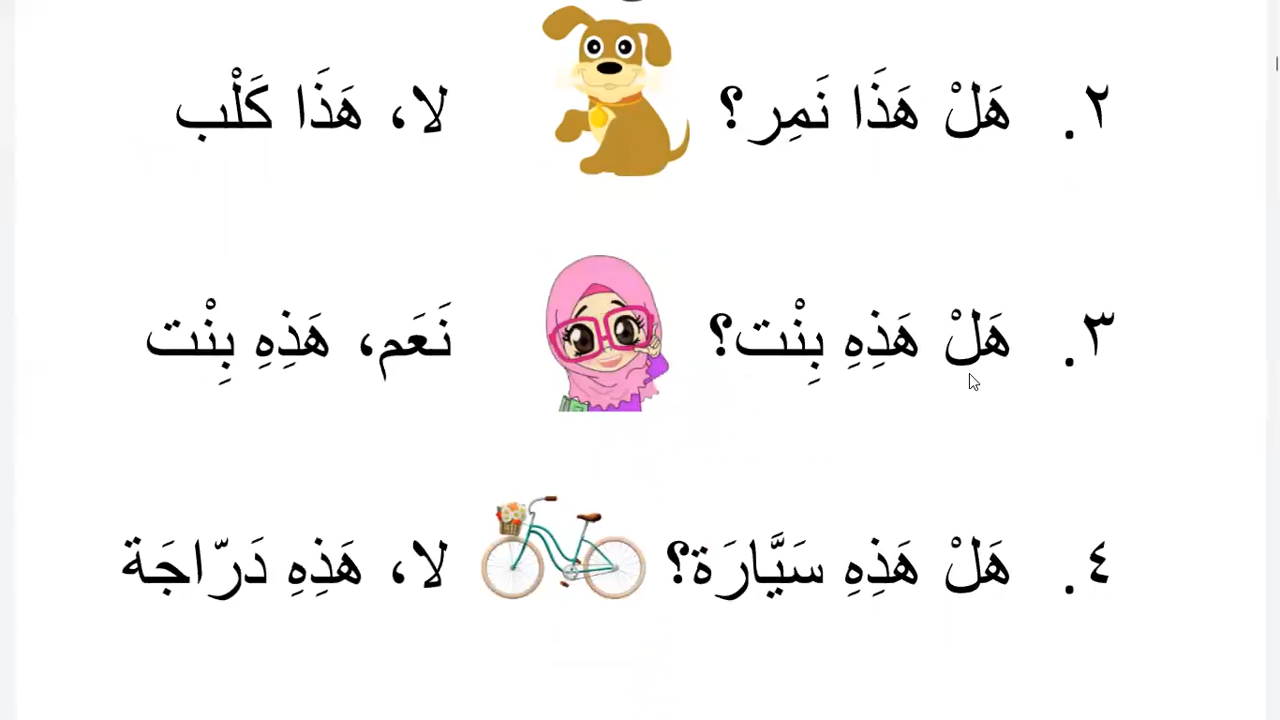 ٢. هَلْ هَذَا نَمِر؟ لا، هَذَا كَلْب
٣. هَلْ هَذِهِ بِنْت؟ نَعَم، هَذِهِ بِنْت
٤. هَلْ هَذِهِ سَيَّارَة؟ لا، هَذِهِ دَرّاجَة